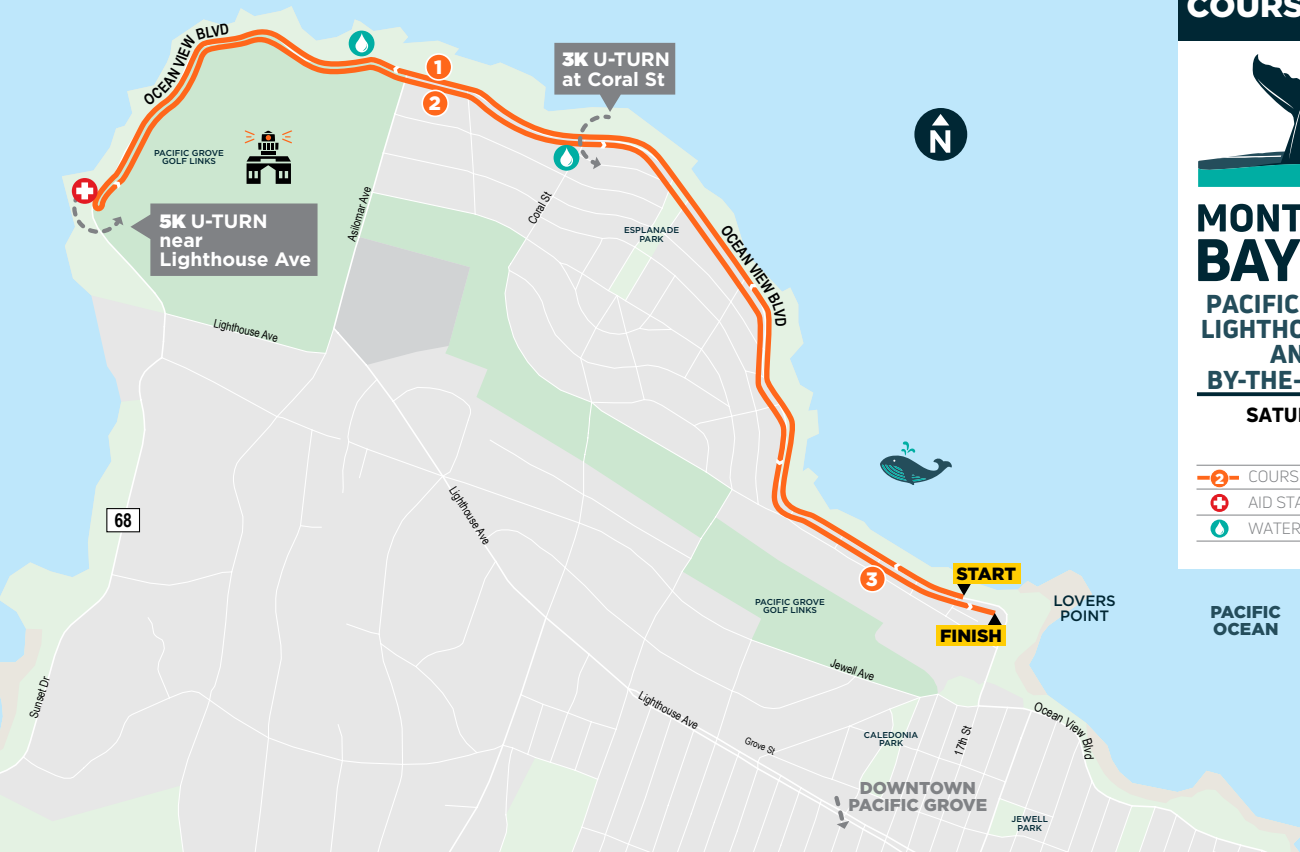 OCEAN VIEW BLVD
1
2
3K U-TURN
at Coral St
N
PACIFIC GROVE
GOLF LINKS
5K U-TURN
near
Lighthouse Ave
Asilomar Ave
Coral St
ESPLANADE
PARK
OCEAN VIEW BLVD
Lighthouse Ave
68
Lighthouse Ave
3
START
FINISH
LOVERS
POINT
PACIFIC
OCEAN
PACIFIC GROVE
GOLF LINKS
Jewell Ave
Sunset Dr
Lighthouse Ave
Grove St
CALEDONIA
PARK
17th St
Ocean View Blvd
DOWNTOWN
PACIFIC GROVE
JEWELL
PARK
COURS
MONT
BAY
PACIFIC
LIGHTHO
AN
BY-THE-
SATU
2 COURS
AID STA
WATER